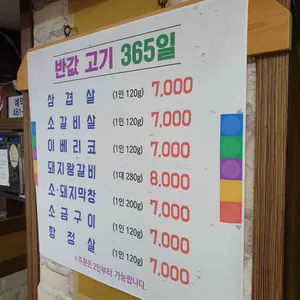 반값 고기 365일
삼겹살 (1인 120g) 7,000
소갈비살 (1인 120g) 7,000
이베리코 (1인 120g) 7,000
돼지왕갈비 (1대 280g) 8,000
소·돼지막창 (1인 200g) 7,000
소금구이 (1인 120g) 7,000
항정살 (1인 120g) 7,000
※주문은 2인부터 가능합니다.